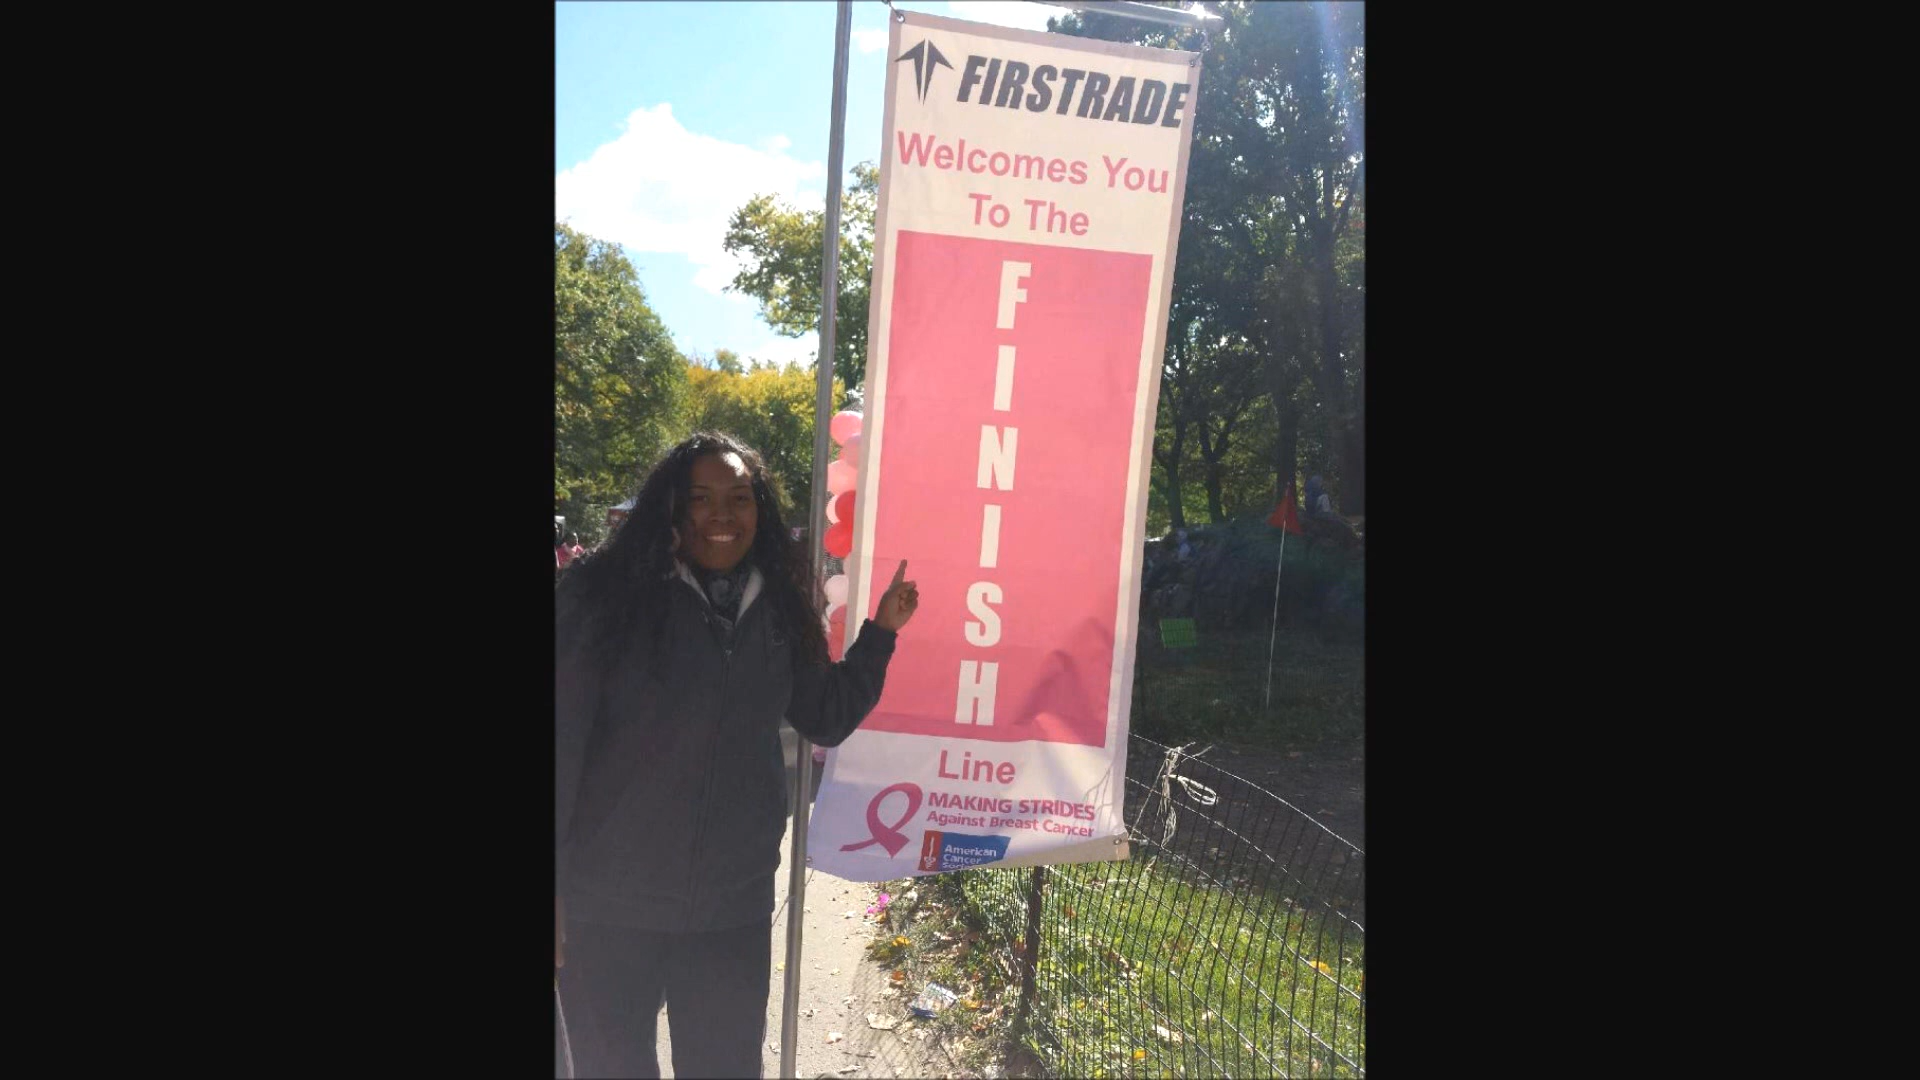 FIRSTRADE
Welcomes You
To The
FINISH
Line
MAKING STRIDES
Against Breast Cancer
American
Cancer